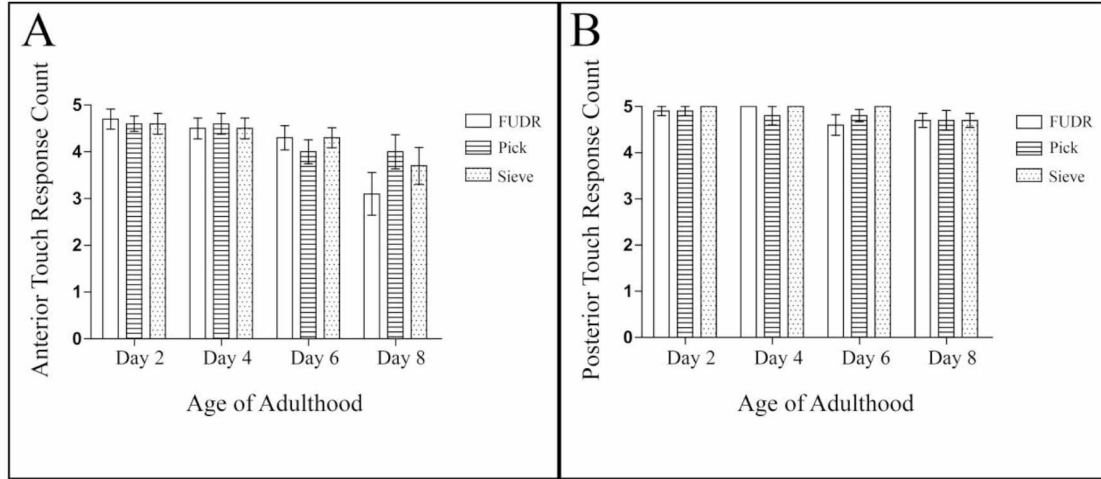 A
Anterior Touch Response Count
5
4
3
2
1
0
Day 2 Day 4 Day 6 Day 8
Age of Adulthood
FUDR
Pick
Sieve
B
Posterior Touch Response Count
5
4
3
2
1
0
Day 2 Day 4 Day 6 Day 8
Age of Adulthood
FUDR
Pick
Sieve